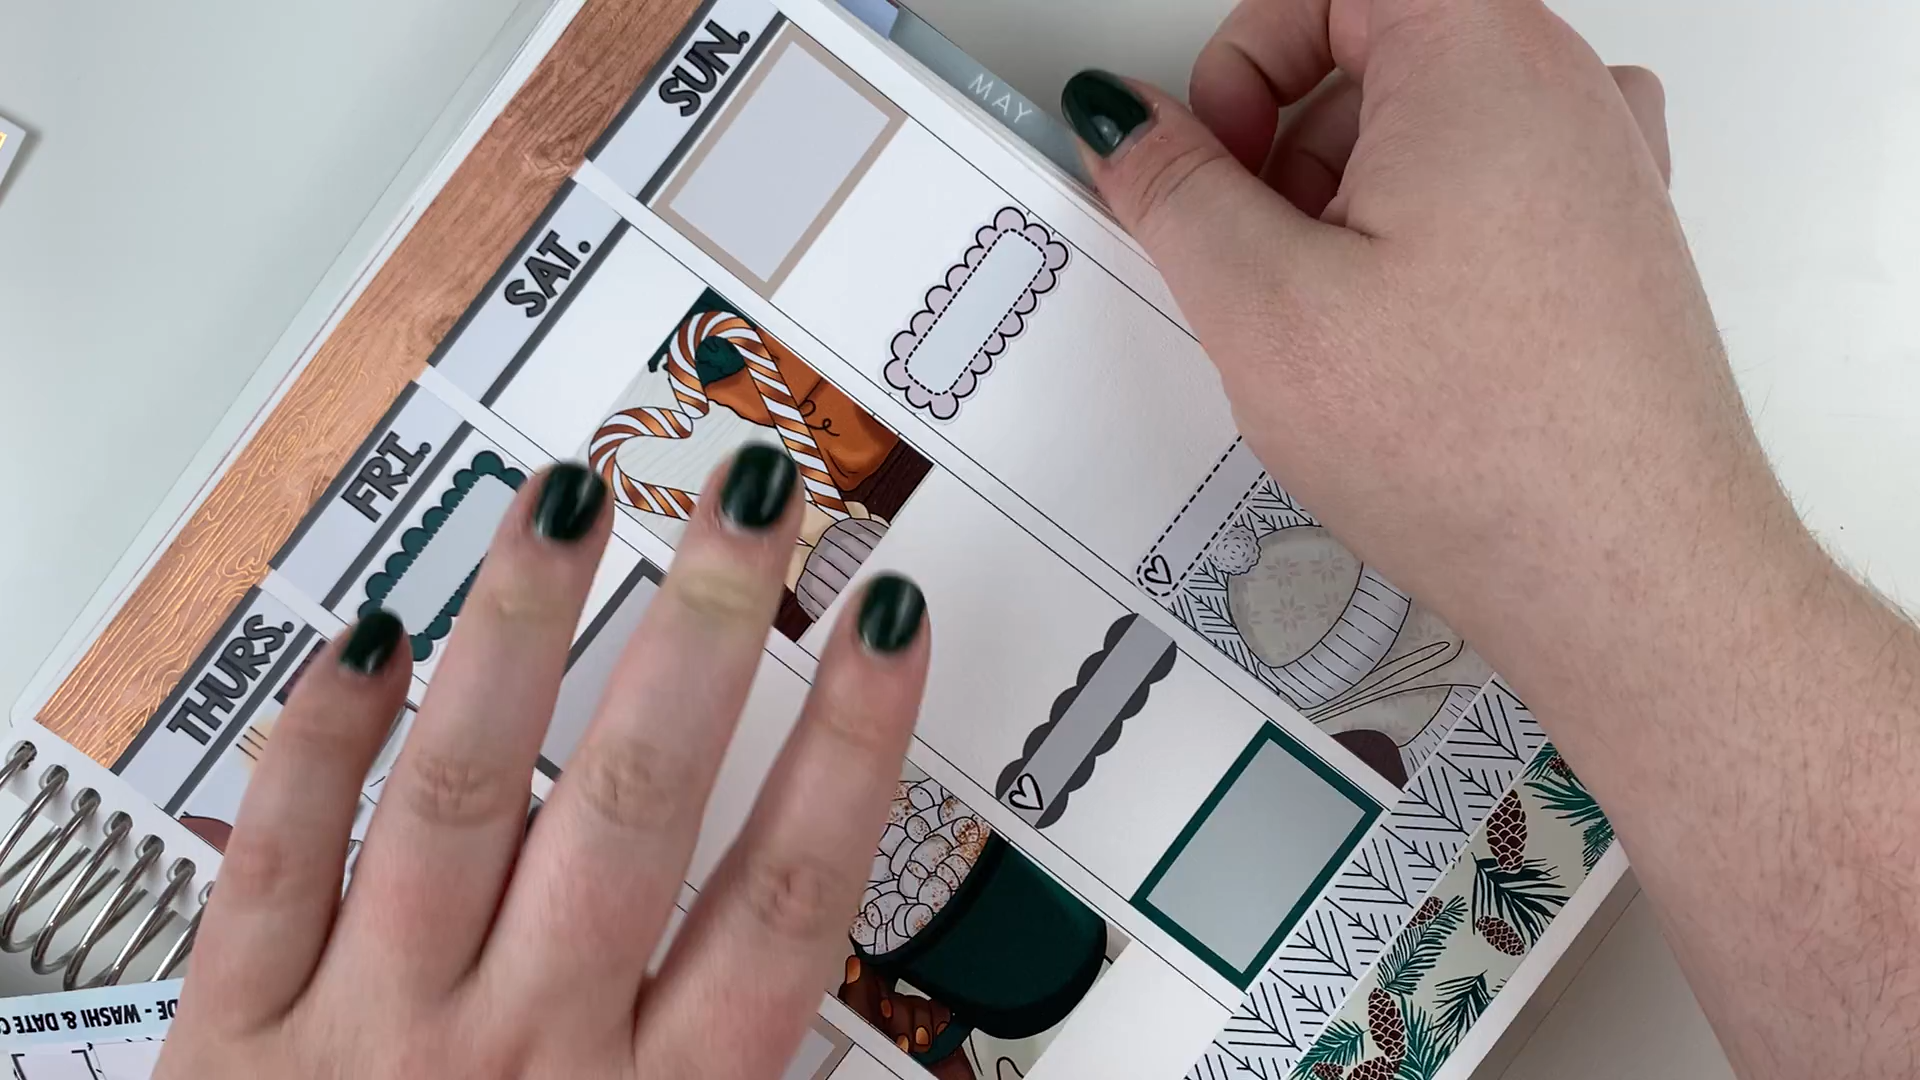 SUN.
MAY
SAT.
FRI.
THURS.
DE - WASHI & DATE C